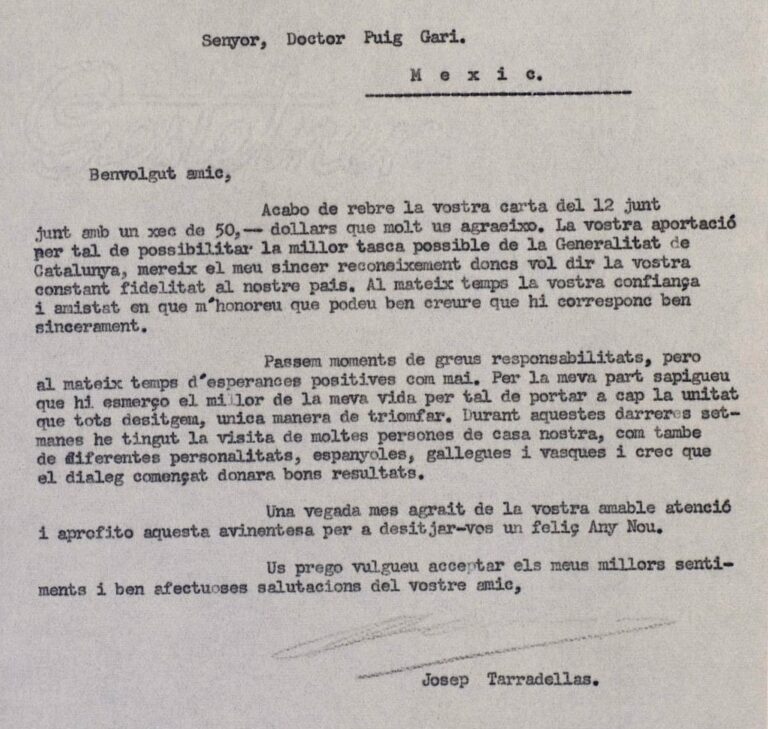 Senyor, Doctor Puig Gari.
M e x i c.
Benvolgut amic,
Acabo de rebre la vostra carta del 12 junt
junt amb un xec de 50,-- dollars que molt us agraeixo. La vostra aportació
per tal de possibilitar la millor tasca possible de la Generalitat de
Catalunya, mereix el meu sincer reconeixement doncs vol dir la vostra
constant fidelitat al nostre pais. Al mateix temps la vostra confiança
i amistat en que m'honoreu que podeu ben creure que hi corresponc ben
sincerament.
Passem moments de greus responsabilitats, pero
al mateix temps d'esperances positives com mai. Per la meva part sapigueu
que hi esmerço el millor de la meva vida per tal de portar a cap la unitat
que tots desitgem, unica manera de triomfar. Durant aquestes darreres set-
manes he tingut la visita de moltes persones de casa nostra, com tambe
de diferentes personalitats, espanyoles, gallegues i vasques i crec que
el dialeg començat donara bons resultats.
Una vegada mes agrait de la vostra amable atenció
i aprofito aquesta avinentesa per a desitjar-vos un feliç Any Nou.
Us prego vulgueu acceptar els meus millors senti-
ments i ben afectuoses salutacions del vostre amic,
Josep Tarradellas.